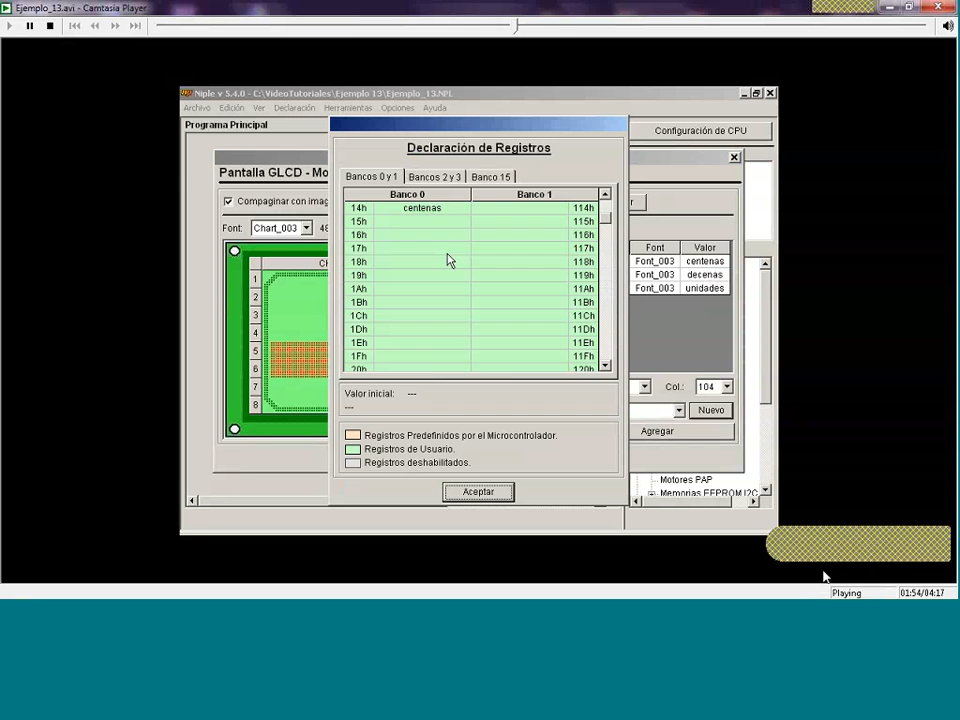 Ejemplo_13.avi - Camtasia Player
Niple v 5.4.0 - C:\VideoTutoriales\Ejemplo 13\Ejemplo_13.NPL
Archivo Edición Ver Declaración Herramientas Opciones Ayuda
Programa Principal
Configuración de CPU
Declaración de Registros
Pantalla GLCD - Mo
Bancos 0 y 1 Bancos 2 y 3 Banco 15
Banco 0 Banco 1
Compaginar con imag
14h centenas 114h
15h 115h
Font: Chart_003 48
16h 116h
17h 117h
Font Valor
18h 118h
Font_003 centenas
19h 119h
Font_003 decenas
1Ah 11Ah
Font_003 unidades
1Bh 11Bh
1Ch 11Ch
1Dh 11Dh
1Eh 11Eh
1Fh 11Fh
20h 120h
1
2
3
4
5
6
7
8
Col.: 104
Valor inicial: ---
---
Nuevo
Agregar
Registros Predefinidos por el Microcontrolador.
Registros de Usuario.
Registros deshabilitados.
Aceptar
Motores PAP
Memorias EEPROM I2C
Playing 01:54/04:17